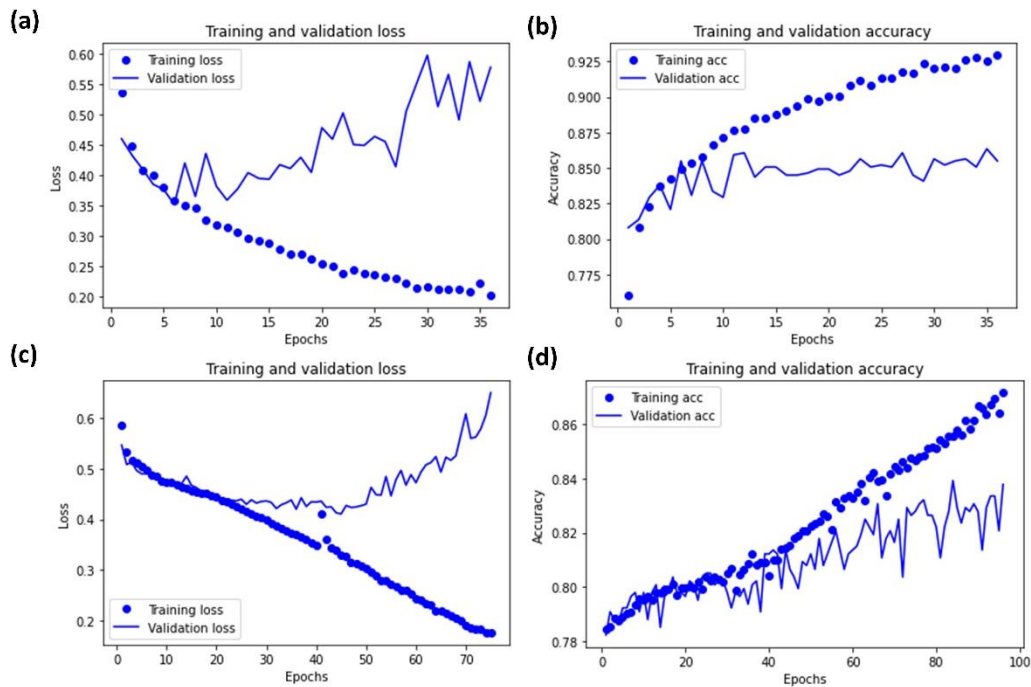 (a)
Training and validation loss
Training loss
Validation loss
0.60
0.55
0.50
0.45
0.40
0.35
0.30
0.25
0.20
Loss
0 5 10 15 20 25 30 35
Epochs
(b)
Training and validation accuracy
Training acc
Validation acc
0.925
0.900
0.875
0.850
0.825
0.800
0.775
Accuracy
0 5 10 15 20 25 30 35
Epochs
(c)
Training and validation loss
0.6
0.5
0.4
0.3
0.2
Loss
Training loss
Validation loss
0 10 20 30 40 50 60 70
Epochs
(d)
Training and validation accuracy
Training acc
Validation acc
0.86
0.84
0.82
0.80
0.78
Accuracy
0 20 40 60 80 100
Epochs